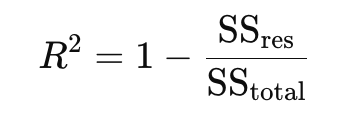 R² = 1 − SS_res / SS_total